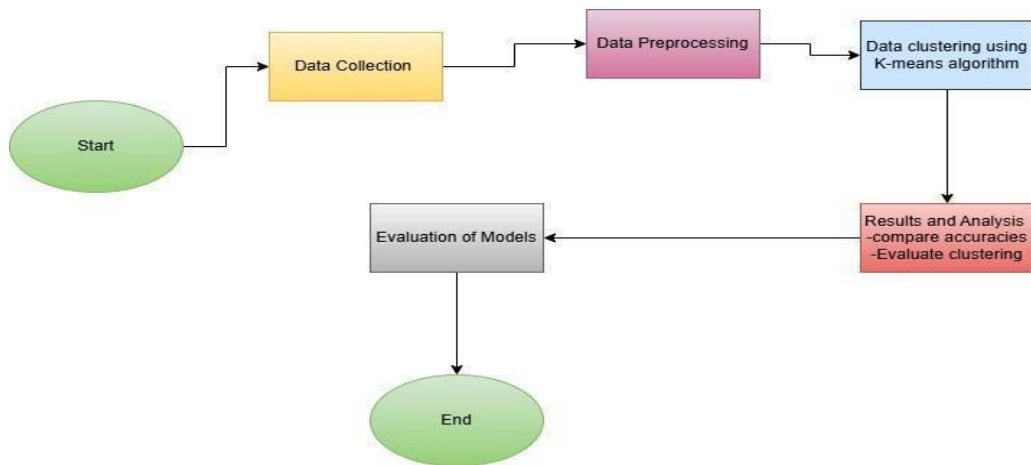 Start
Data Collection
Data Preprocessing
Data clustering using
K-means algorithm
Results and Analysis
-compare accuracies
-Evaluate clustering
Evaluation of Models
End